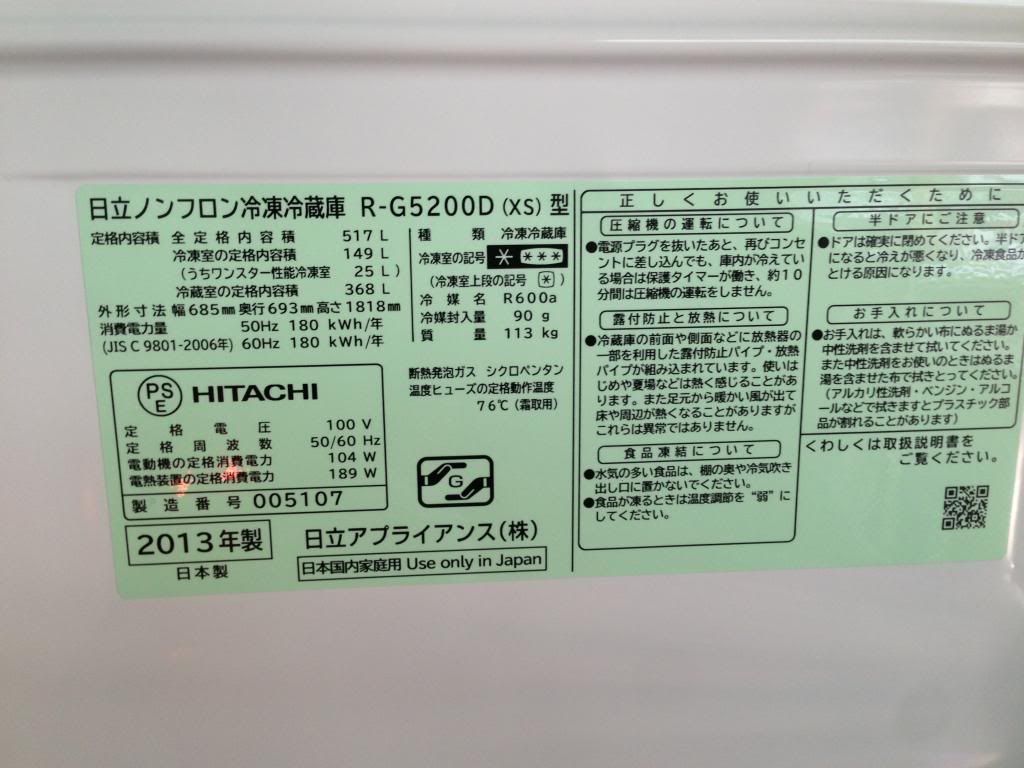 日立ノンフロン冷凍冷蔵庫 R-G5200D (XS) 型
定格内容積 全定格内容積 517 L
冷凍室の定格内容積 149 L
(うちワンスター性能冷凍室 25 L)
冷蔵室の定格内容積 368 L
外形寸法 幅685mm 奥行693mm 高さ1818mm
消費電力量 50Hz 180 kWh/年
(JIS C 9801-2006年) 60Hz 180 kWh/年
種類 冷凍冷蔵庫
冷凍室の記号 * ***
(冷凍室上段の記号 *)
冷媒名 R600a
冷媒封入量 90 g
質量 113 kg
断熱発泡ガス シクロペンタン
温度ヒューズの定格動作温度
76℃ (霜取用)
PS
E
HITACHI
定格電圧 100 V
定格周波数 50/60 Hz
電動機の定格消費電力 104 W
電熱装置の定格消費電力 189 W
製造番号 005107
G
2013年製
日本製
日立アプライアンス(株)
日本国内家庭用 Use only in Japan
正しくお使いいただくために
圧縮機の運転について
●電源プラグを抜いたあと、再びコンセ
ントに差し込んでも、庫内が冷えてい
る場合は保護タイマーが働き、約10
分間は圧縮機の運転をしません。
露付防止と放熱について
●冷蔵庫の前面や側面などに放熱器の
一部を利用した露付防止パイプ・放熱
パイプが組み込まれています。使いは
じめや夏場などは熱く感じることがあ
ります。また足元から暖かい風が出て
床や周辺が熱くなることがありますが
これらは異常ではありません。
食品凍結について
●水気の多い食品は、棚の奥や冷気吹き
出し口に置かないでください。
●食品が凍るときは温度調節を“弱”に
してください。
半ドアにご注意
●ドアは確実に閉めてください。半ドア
になると冷えが悪くなり、冷凍食品が
とける原因になります。
お手入れについて
●お手入れは、軟らかい布にぬるま湯か
中性洗剤を含ませて拭いてください。
また中性洗剤をお使いのときはぬるま
湯を含ませた布で拭きとってください。
(アルカリ性洗剤・ベンジン・アルコ
ールなどで拭きますとプラスチック部
品が割れることがあります)
くわしくは取扱説明書を
ご覧ください。